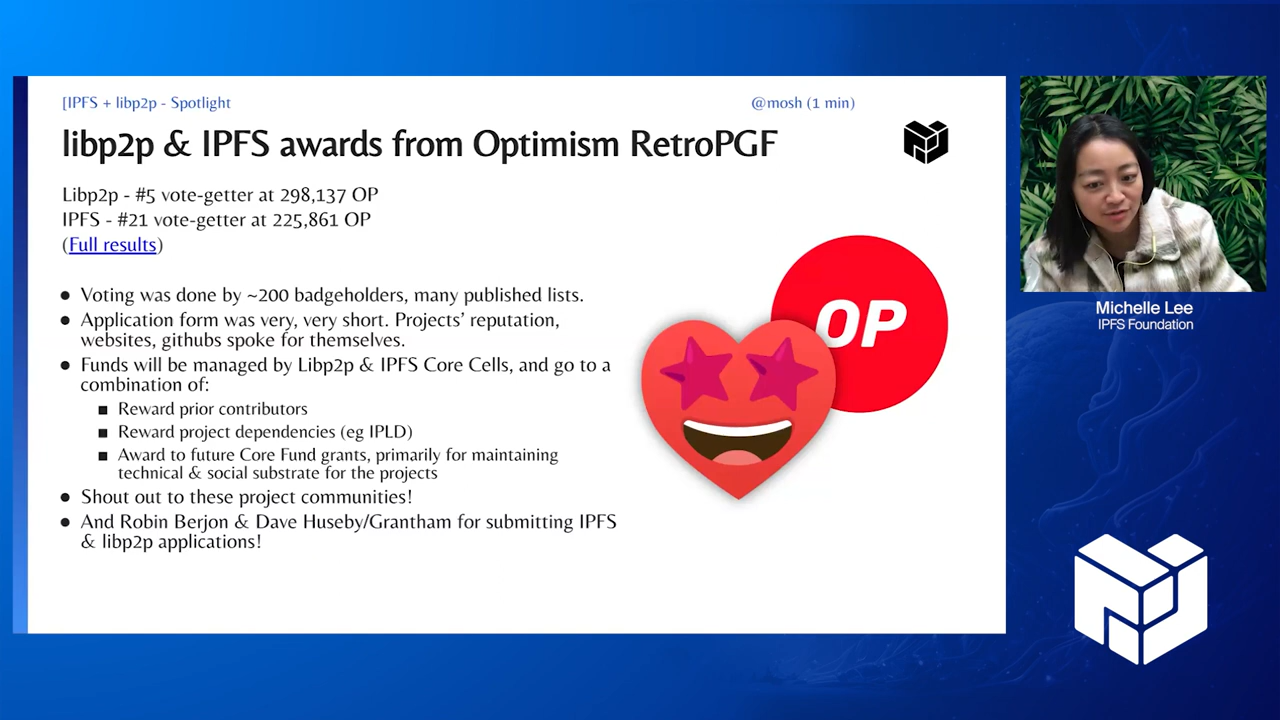 [IPFS + libp2p - Spotlight
@mosh (1 min)
libp2p & IPFS awards from Optimism RetroPGF
Libp2p - #5 vote-getter at 298,137 OP
IPFS - #21 vote-getter at 225,861 OP
(Full results)
● Voting was done by ~200 badgeholders, many published lists.
● Application form was very, very short. Projects’ reputation,
websites, githubs spoke for themselves.
● Funds will be managed by Libp2p & IPFS Core Cells, and go to a
combination of:
■ Reward prior contributors
■ Reward project dependencies (eg IPLD)
■ Award to future Core Fund grants, primarily for maintaining
technical & social substrate for the projects
● Shout out to these project communities!
● And Robin Berjon & Dave Huseby/Grantham for submitting IPFS
& libp2p applications!
OP
Michelle Lee
IPFS Foundation